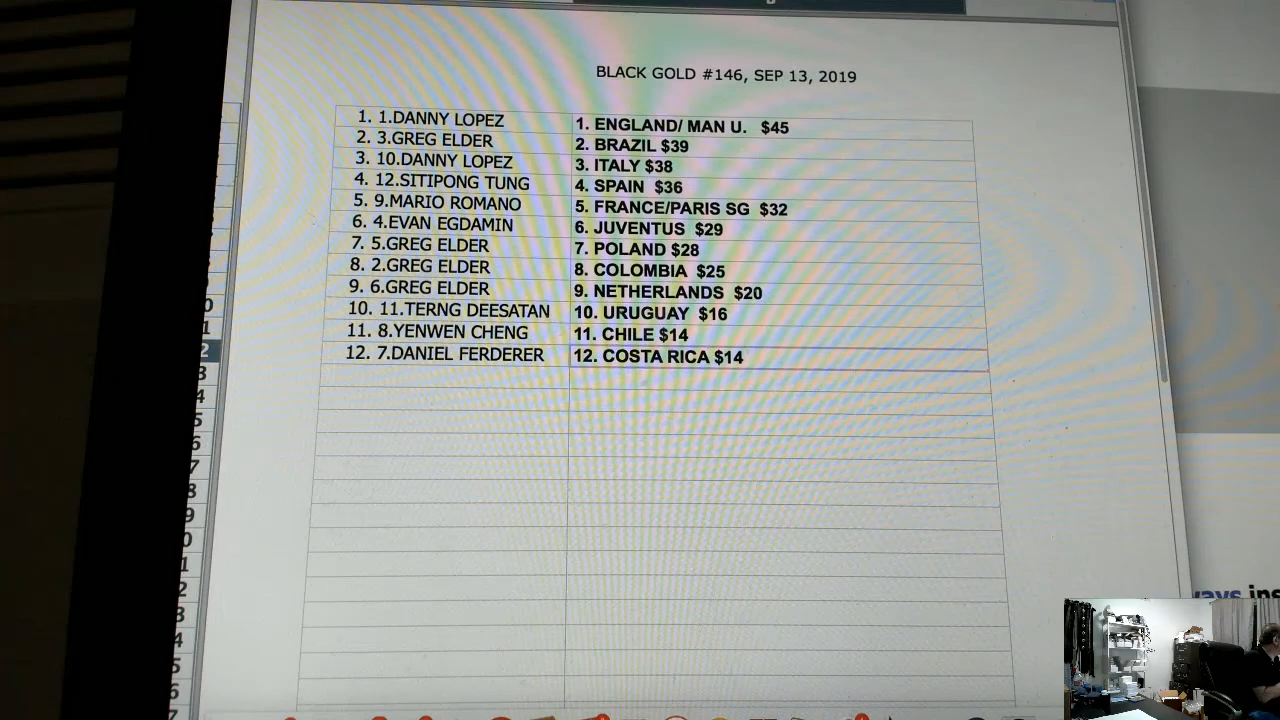 BLACK GOLD #146, SEP 13, 2019
1. 1.DANNY LOPEZ 1. ENGLAND/ MAN U. $45
2. 3.GREG ELDER 2. BRAZIL $39
3. 10.DANNY LOPEZ 3. ITALY $38
4. 12.SITIPONG TUNG 4. SPAIN $36
5. 9.MARIO ROMANO 5. FRANCE/PARIS SG $32
6. 4.EVAN EGDAMIN 6. JUVENTUS $29
7. 5.GREG ELDER 7. POLAND $28
8. 2.GREG ELDER 8. COLOMBIA $25
9. 6.GREG ELDER 9. NETHERLANDS $20
10. 11.TERNG DEESATAN 10. URUGUAY $16
11. 8.YENWEN CHENG 11. CHILE $14
12. 7.DANIEL FERDERER 12. COSTA RICA $14